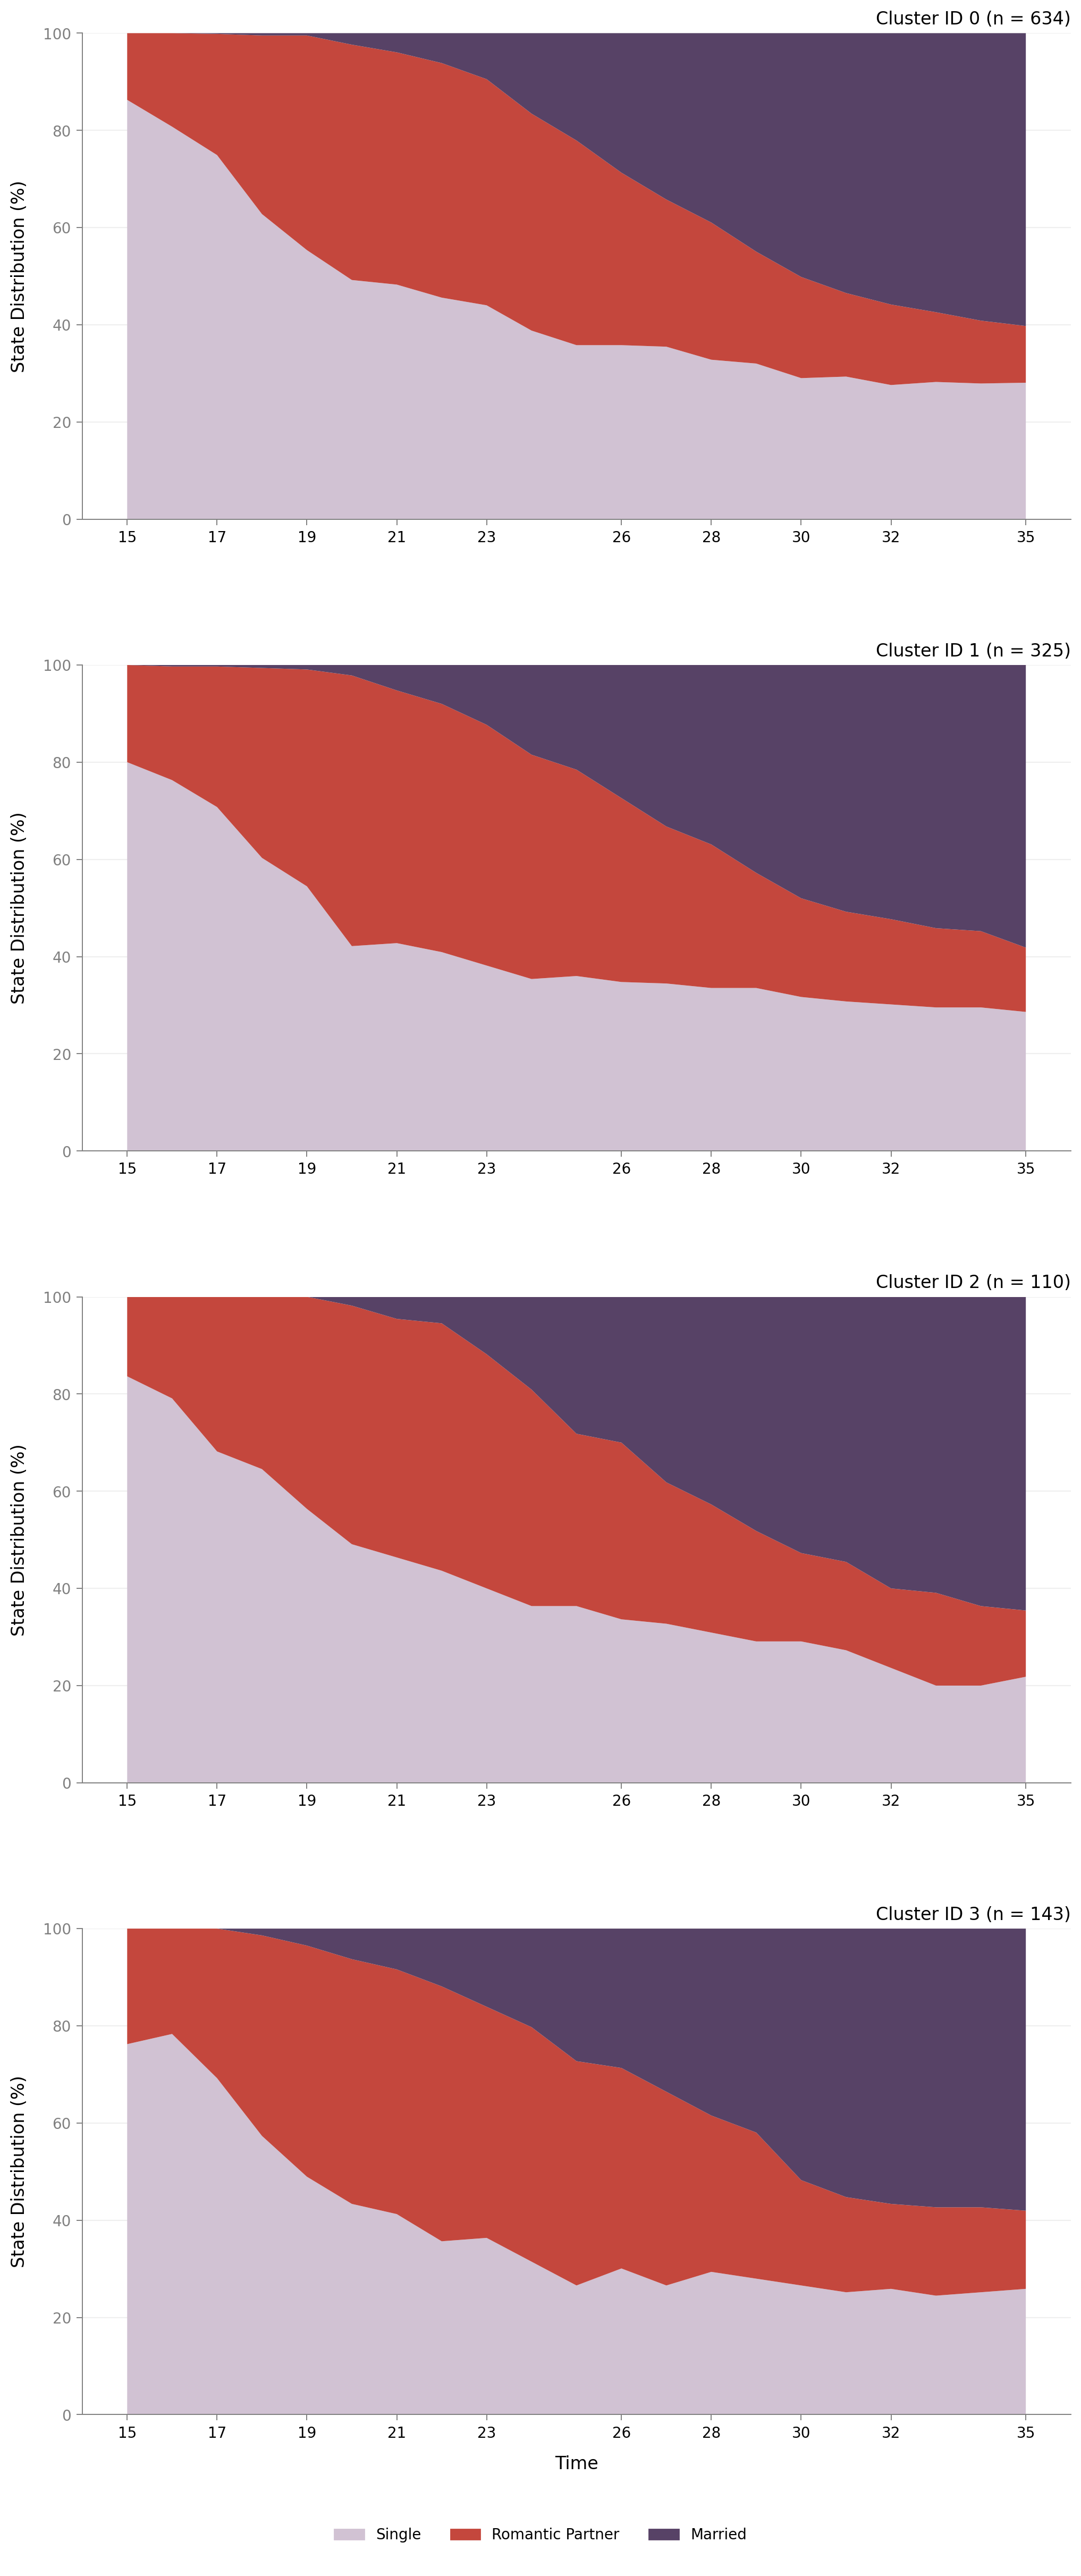 Cluster ID 0 (n = 634)
100
80
60
40
20
0
State Distribution (%)
15 17 19 21 23 26 28 30 32 35
Cluster ID 1 (n = 325)
100
80
60
40
20
0
State Distribution (%)
15 17 19 21 23 26 28 30 32 35
Cluster ID 2 (n = 110)
100
80
60
40
20
0
State Distribution (%)
15 17 19 21 23 26 28 30 32 35
Cluster ID 3 (n = 143)
100
80
60
40
20
0
State Distribution (%)
15 17 19 21 23 26 28 30 32 35
Time
Single Romantic Partner Married